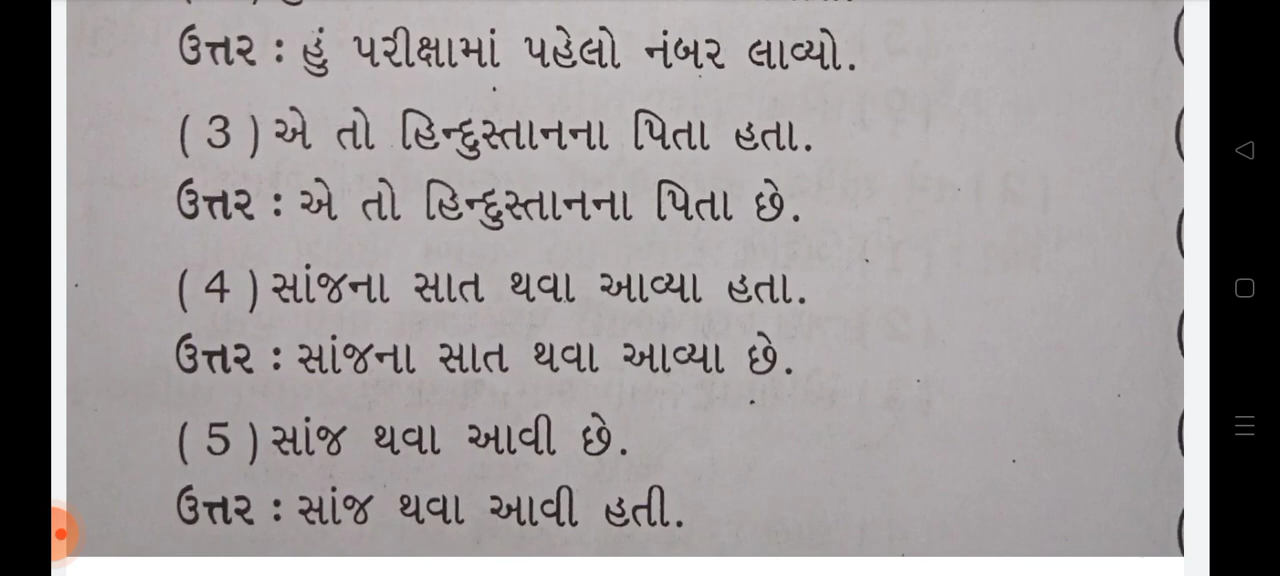 ઉત્તર : હું પરીક્ષામાં પહેલો નંબર લાવ્યો.
( 3 ) એ તો હિન્દુસ્તાનના પિતા હતા.
ઉત્તર : એ તો હિન્દુસ્તાનના પિતા છે.
( 4 ) સાંજના સાત થવા આવ્યા હતા.
ઉત્તર : સાંજના સાત થવા આવ્યા છે.
( 5 ) સાંજ થવા આવી છે.
ઉત્તર : સાંજ થવા આવી હતી.